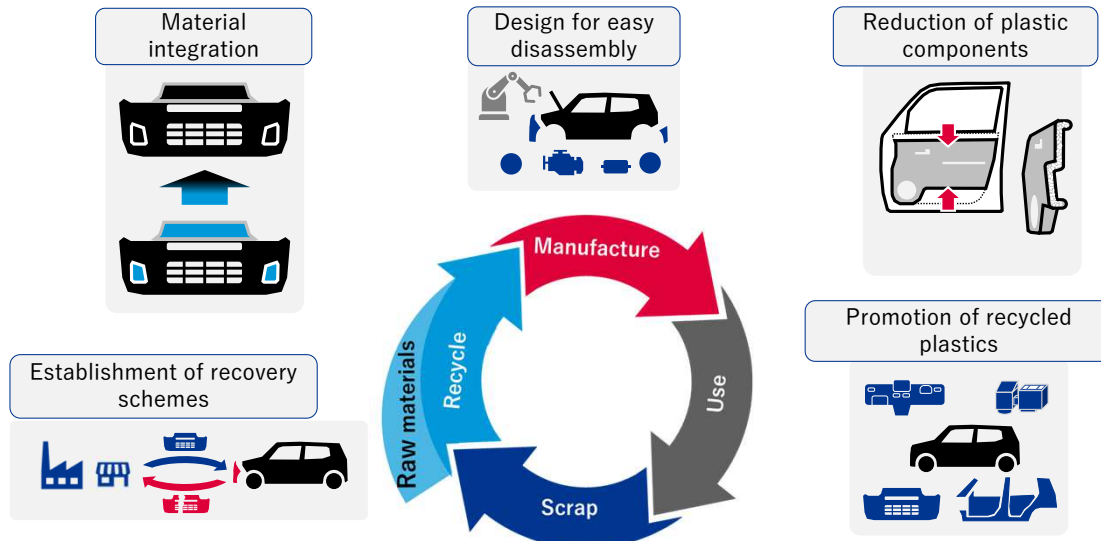 Material
integration
Design for easy
disassembly
Reduction of plastic
components
Manufacture
Use
Scrap
Recycle
Raw materials
Establishment of recovery
schemes
Promotion of recycled
plastics